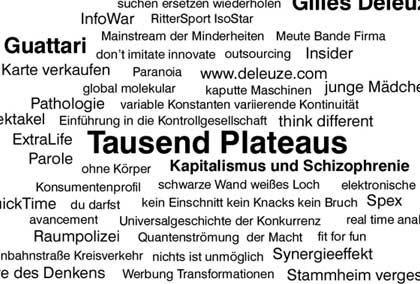 suchen ersetzen wiederholen Gilles Deleuz
InfoWar RitterSport IsoStar
Mainstream der Minderheiten Meute Bande Firma
Guattari don't imitate innovate outsourcing Insider
Karte verkaufen Paranoia www.deleuze.com
global molekular kaputte Maschinen junge Mädche
Pathologie variable Konstanten variierende Kontinuität
ektakel Einführung in die Kontrollgesellschaft think different
ExtraLife Tausend Plateaus
Parole ohne Körper Kapitalismus und Schizophrenie
Konsumentenprofil schwarze Wand weißes Loch elektronische
uickTime du darfst kein Einschnitt kein Knacks kein Bruch Spex
avancement Universalgeschichte der Konkurrenz real time anal
Raumpolizei Quantenströmung der Macht fit for fun
nbahnstraße Kreisverkehr nichts ist unmöglich Synergieeffekt
e des Denkens Werbung Transformationen Stammheim verges